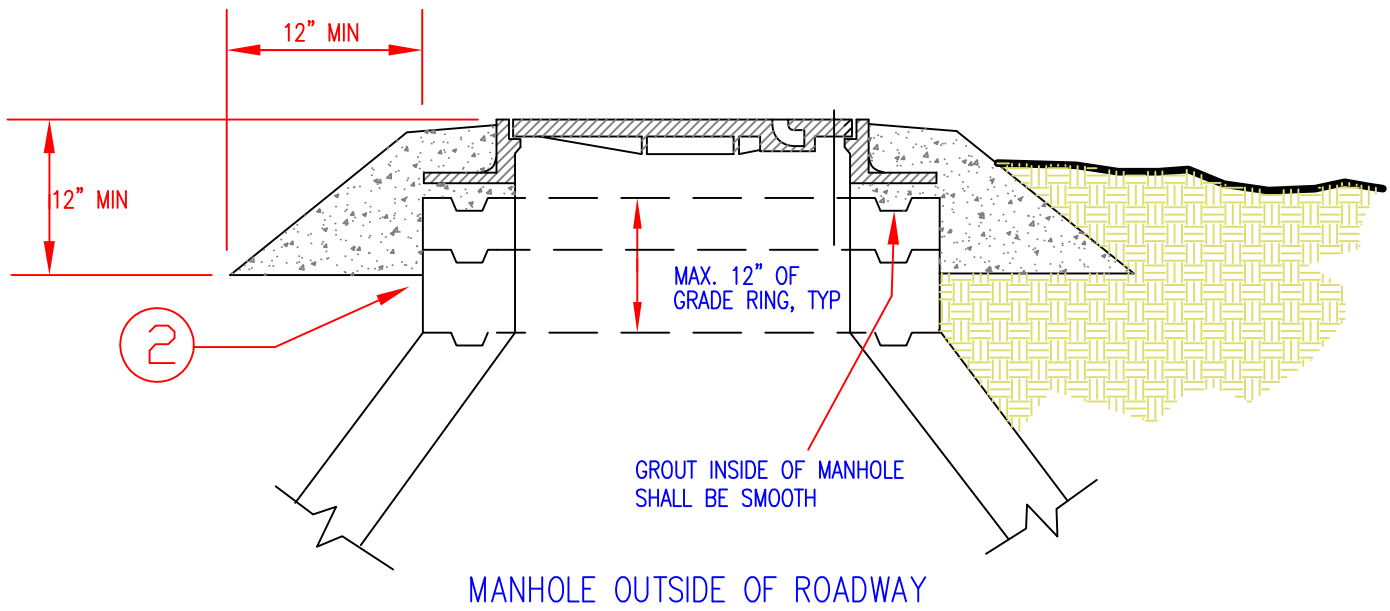 12” MIN
12” MIN
MAX. 12” OF
GRADE RING, TYP
2
GROUT INSIDE OF MANHOLE
SHALL BE SMOOTH
MANHOLE OUTSIDE OF ROADWAY